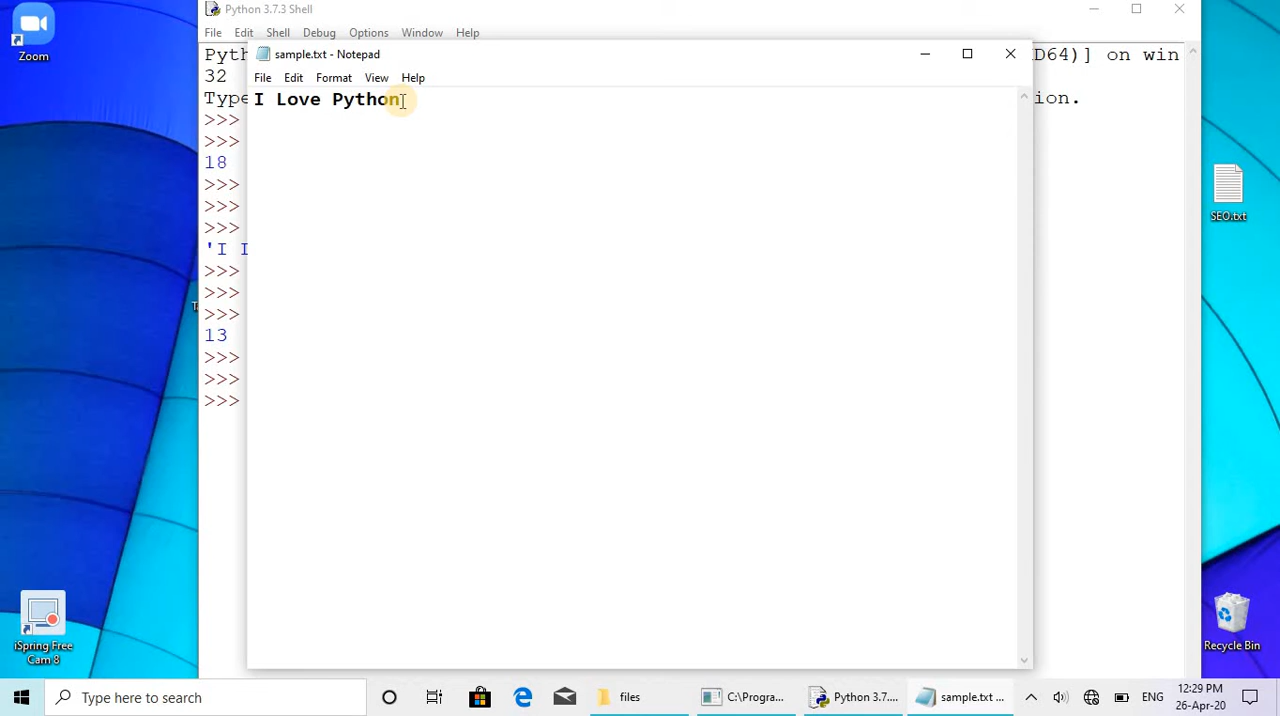 Python 3.7.3 Shell
Zoom
File Edit Shell Debug Options Window Help
sample.txt - Notepad
D64)] on win
32
File Edit Format View Help
I Love Python
Type
ion.
>>>
>>>
18
>>>
>>>
>>>
'I
>>>
>>>
>>>
13
>>>
>>>
>>>
SEO.txt
iSpring Free
Cam 8
Recycle Bin
Type here to search
files
C:\Progra...
Python 3.7....
sample.txt ...
ENG
12:29 PM
26-Apr-20